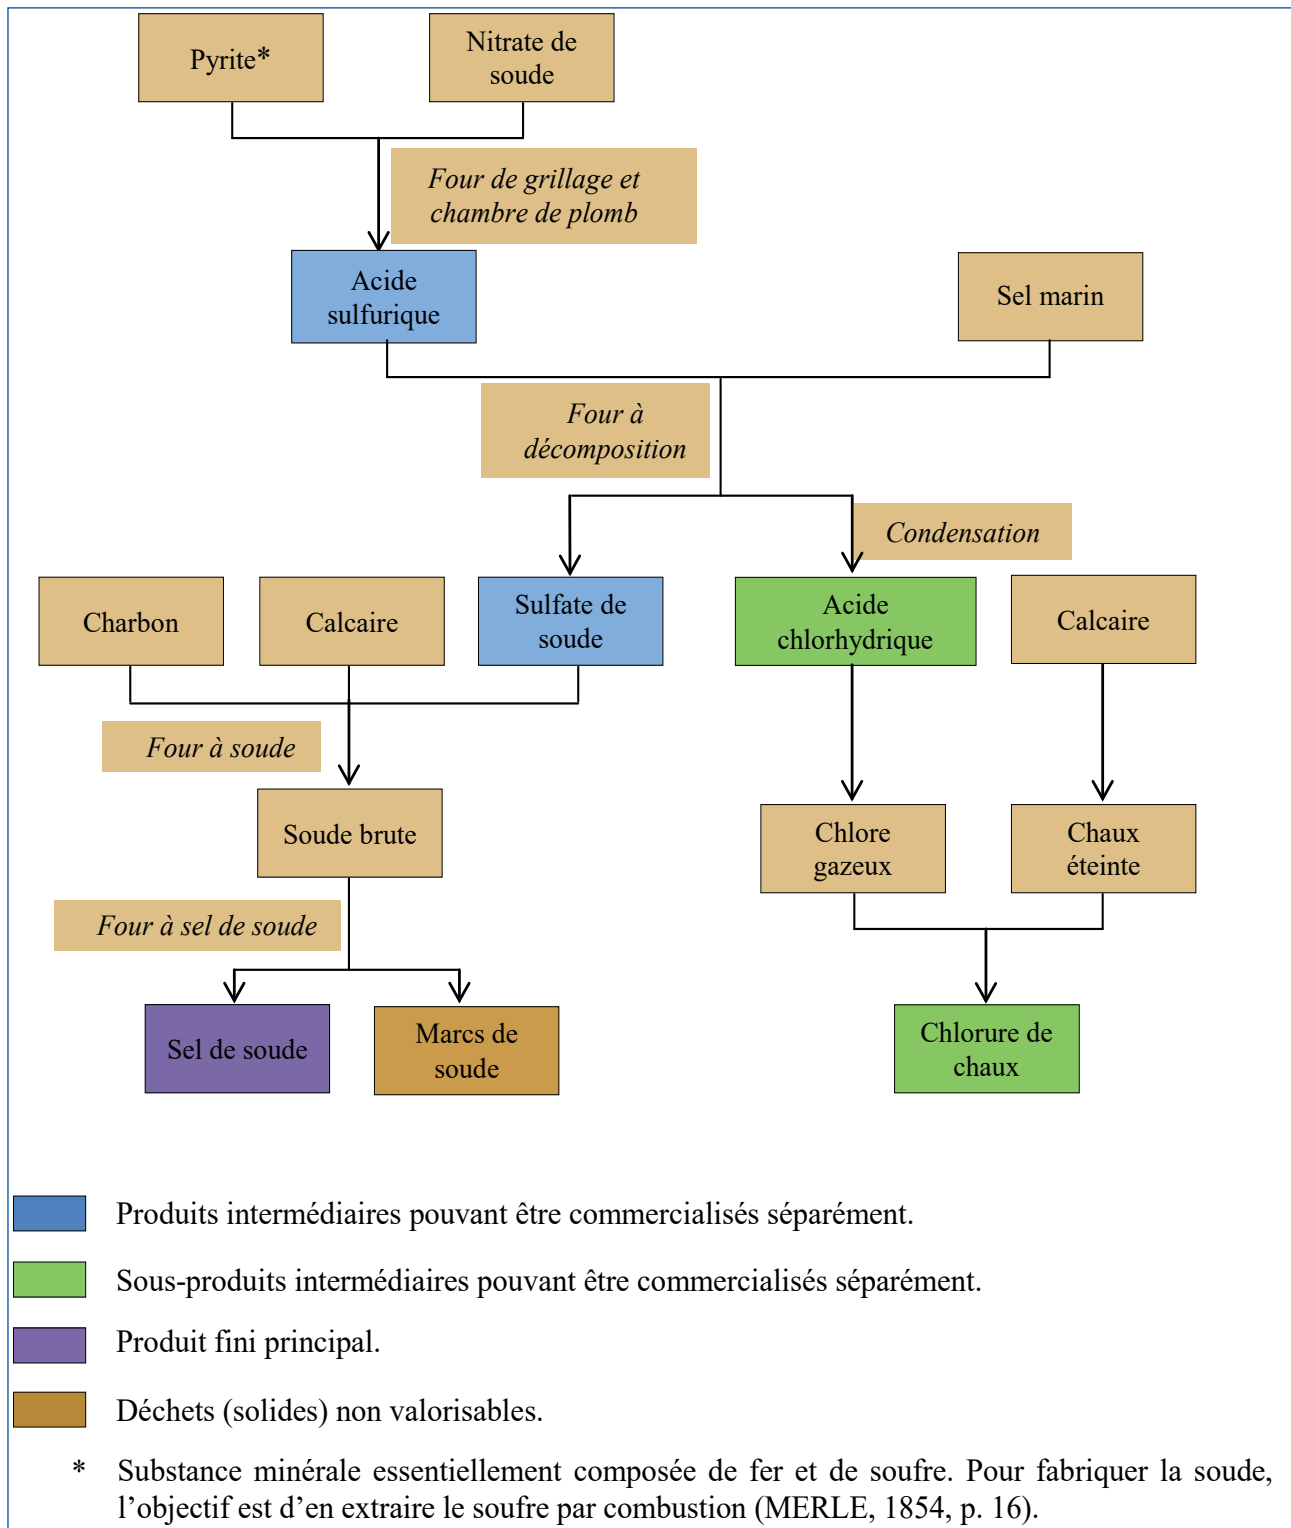 Pyrite*
Nitrate de
soude
Four de grillage et
chambre de plomb
Acide
sulfurique
Sel marin
Four à
décomposition
Condensation
Charbon
Calcaire
Sulfate de
soude
Acide
chlorhydrique
Calcaire
Four à soude
Soude brute
Chlore
gazeux
Chaux
éteinte
Four à sel de soude
Sel de soude
Marcs de
soude
Chlorure de
chaux
Produits intermédiaires pouvant être commercialisés séparément.
Sous-produits intermédiaires pouvant être commercialisés séparément.
Produit fini principal.
Déchets (solides) non valorisables.
* Substance minérale essentiellement composée de fer et de soufre. Pour fabriquer la soude,
l’objectif est d’en extraire le soufre par combustion (MERLE, 1854, p. 16).